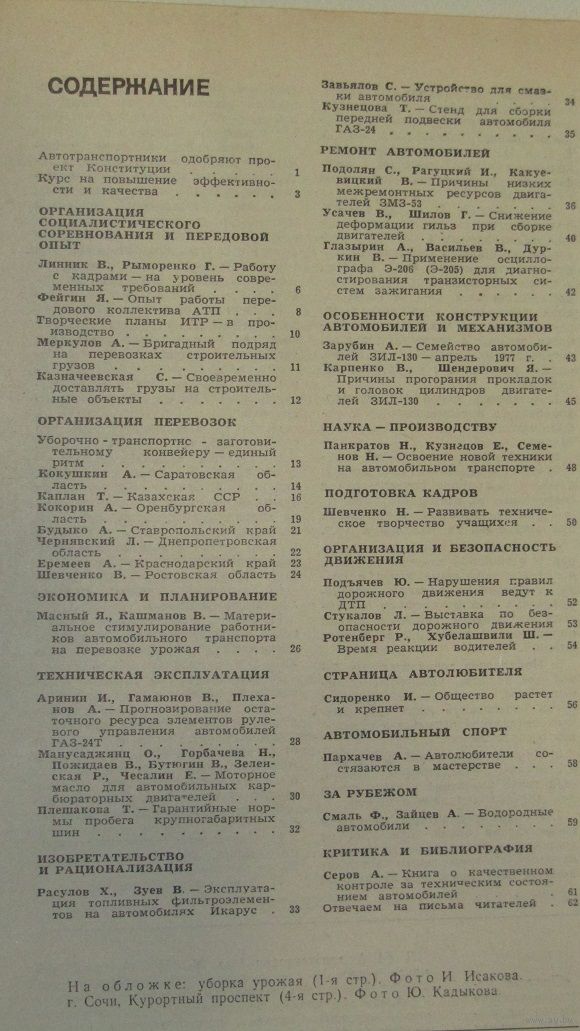 СОДЕРЖАНИЕ
Автотранспортники одобряют про-
ект Конституции . . . . . 1
Курс на повышение эффективно-
сти и качества . . . . . . 3
ОРГАНИЗАЦИЯ
СОЦИАЛИСТИЧЕСКОГО
СОРЕВНОВАНИЯ И ПЕРЕДОВОЙ
ОПЫТ
Линник В., Рыморенко Г. — Работу
с кадрами — на уровень совре-
менных требований . . . . 6
Фейгин Я. — Опыт работы пере-
дового коллектива АТП . . . 8
Творческие планы ИТР — в про-
изводство . . . . . . . 10
Меркулов А. — Бригадный подряд
на перевозках строительных
грузов . . . . . . . . 11
Казначеевская С. — Своевременно
доставлять грузы на строитель-
ные объекты . . . . . . . 12
ОРГАНИЗАЦИЯ ПЕРЕВОЗОК
Уборочно-транспортнс - заготови-
тельному конвейеру — единый
ритм . . . . . . . . . 13
Кокушкин А. — Саратовская об-
ласть . . . . . . . . . 14
Каплан Т. — Казахская ССР . . 16
Кокорин А. — Оренбургская об-
ласть . . . . . . . . . 19
Будыко А. — Ставропольский край 21
Чернявский Л. — Днепропетровская
область . . . . . . . . 22
Еремеев А. — Краснодарский край 23
Шевченко В. — Ростовская область 24
ЭКОНОМИКА И ПЛАНИРОВАНИЕ
Масный Я., Кашманов В. — Матери-
альное стимулирование работни-
ков автомобильного транспорта
на перевозке урожая . . . . 26
ТЕХНИЧЕСКАЯ ЭКСПЛУАТАЦИЯ
Аринин И., Гамаюнов В., Плеха-
нов А. — Прогнозирование оста-
точного ресурса элементов руле-
вого управления автомобилей
ГАЗ-24Т . . . . . . . . 28
Манусаджянц О., Горбачева Н.,
Пожидаев В., Бутюгин В., Зелен-
ская Р., Чесалин Е. — Моторное
масло для автомобильных кар-
бюраторных двигателей . . . 30
Плешакова Т. — Гарантийные нор-
мы пробега крупногабаритных
шин . . . . . . . . . 32
ИЗОБРЕТАТЕЛЬСТВО
И РАЦИОНАЛИЗАЦИЯ
Расулов Х., Зуев В. — Эксплуата-
ция топливных фильтроэлемен-
тов на автомобилях Икарус . 33
Завьялов С. — Устройство для смаз-
ки автомобиля . . . . . 34
Кузнецова Т. — Стенд для сборки
передней подвески автомобиля
ГАЗ-24 . . . . . . . . 35
РЕМОНТ АВТОМОБИЛЕЙ
Подолян С., Рагуцкий И., Какуе-
вицкий В. — Причины низких
межремонтных ресурсов двига-
телей ЗМЗ-53 . . . . . . 36
Усачев В., Шилов Г. — Снижение
деформации гильз при сборке
двигателей . . . . . . . 40
Глазырин А., Васильев В., Дур-
кин В. — Применение осцилло-
графа Э-206 (Э-205) для диагно-
стирования транзисторных си-
стем зажигания . . . . . . 42
ОСОБЕННОСТИ КОНСТРУКЦИИ
АВТОМОБИЛЕЙ И МЕХАНИЗМОВ
Зарубин А. — Семейство автомоби-
лей ЗИЛ-130 — апрель 1977 г. . 43
Карпенко В., Шендерович Я. —
Причины прогорания прокладок
и головок цилиндров двигате-
лей ЗИЛ-130 . . . . . . 45
НАУКА — ПРОИЗВОДСТВУ
Панкратов Н., Кузнецов Е., Семе-
нов Н. — Освоение новой техники
на автомобильном транспорте . 48
ПОДГОТОВКА КАДРОВ
Шевченко Н. — Развивать техниче-
ское творчество учащихся . . 50
ОРГАНИЗАЦИЯ И БЕЗОПАСНОСТЬ
ДВИЖЕНИЯ
Подъячев Ю. — Нарушения правил
дорожного движения ведут к
ДТП . . . . . . . . . 52
Стукалов Л. — Выставка по без-
опасности дорожного движения 53
Ротенберг Р., Хубелашвили Ш. —
Время реакции водителей . . 54
СТРАНИЦА АВТОЛЮБИТЕЛЯ
Сидоренко И. — Общество растет
и крепнет . . . . . . . 56
АВТОМОБИЛЬНЫЙ СПОРТ
Пархачев А. — Автолюбители со-
стязаются в мастерстве . . . 58
ЗА РУБЕЖОМ
Смаль Ф., Зайцев А. — Водородные
автомобили . . . . . . . 59
КРИТИКА И БИБЛИОГРАФИЯ
Серов А. — Книга о качественном
контроле за техническим состоя-
нием автомобилей . . . . . 61
Отвечаем на письма читателей . 62
На обложке: уборка урожая (1-я стр.). Фото И. Исакова.
г. Сочи, Курортный проспект (4-я стр.). Фото Ю. Кадыкова.